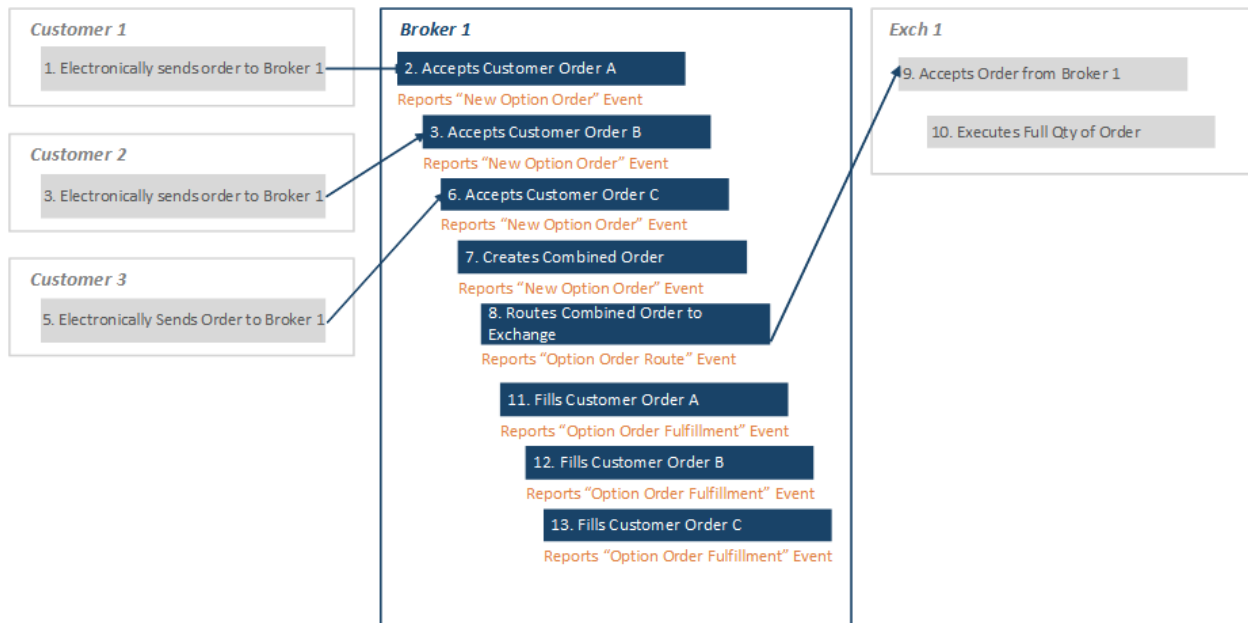 Customer 1
1. Electronically sends order to Broker 1
Customer 2
3. Electronically sends order to Broker 1
Customer 3
5. Electronically Sends Order to Broker 1
Broker 1
2. Accepts Customer Order A
Reports “New Option Order” Event
3. Accepts Customer Order B
Reports “New Option Order” Event
6. Accepts Customer Order C
Reports “New Option Order” Event
7. Creates Combined Order
Reports “New Option Order” Event
8. Routes Combined Order to
Exchange
Reports “Option Order Route” Event
11. Fills Customer Order A
Reports “Option Order Fulfillment” Event
12. Fills Customer Order B
Reports “Option Order Fulfillment” Event
13. Fills Customer Order C
Reports “Option Order Fulfillment” Event
Exch 1
9. Accepts Order from Broker 1
10. Executes Full Qty of Order